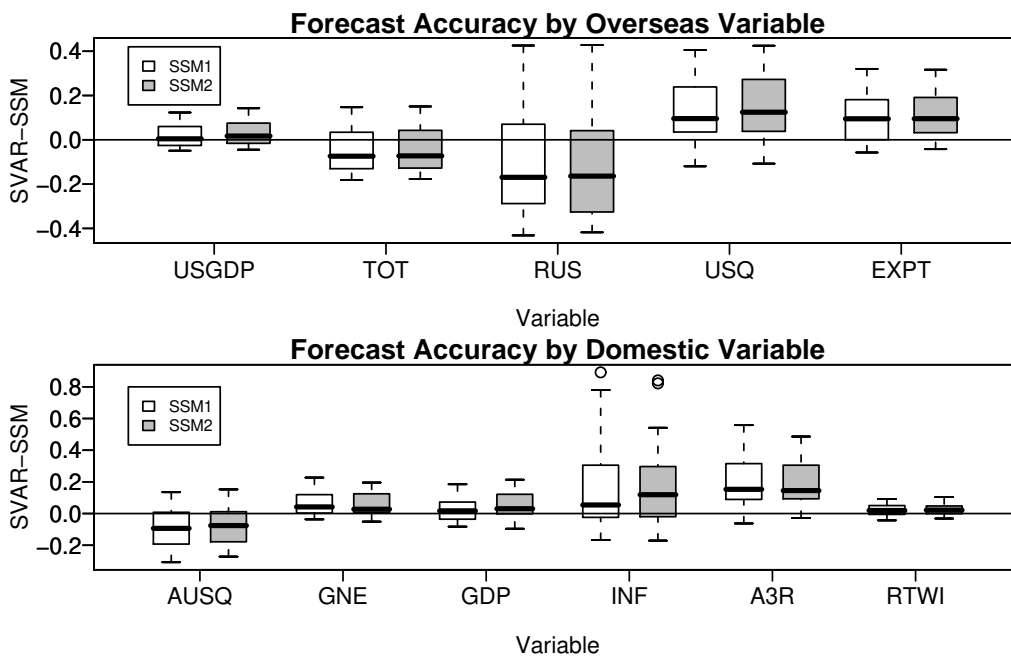 Forecast Accuracy by Overseas Variable
SVAR-SSM
0.4
0.2
0.0
−0.2
−0.4
SSM1
SSM2
USGDP TOT RUS USQ EXPT
Variable
Forecast Accuracy by Domestic Variable
SVAR-SSM
0.8
0.6
0.4
0.2
0.0
−0.2
SSM1
SSM2
AUSQ GNE GDP INF A3R RTWI
Variable